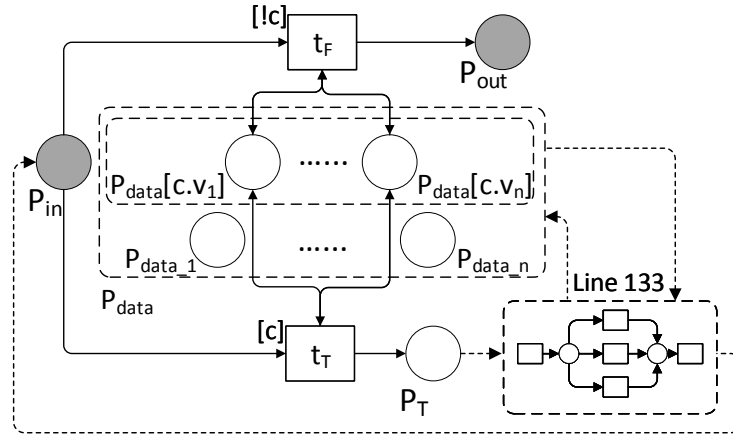 [!c]
t_F
P_out
P_in
......
P_data[c.v_1]
P_data[c.v_n]
P_data_1
......
P_data_n
P_data
Line 133
[c]
t_T
P_T